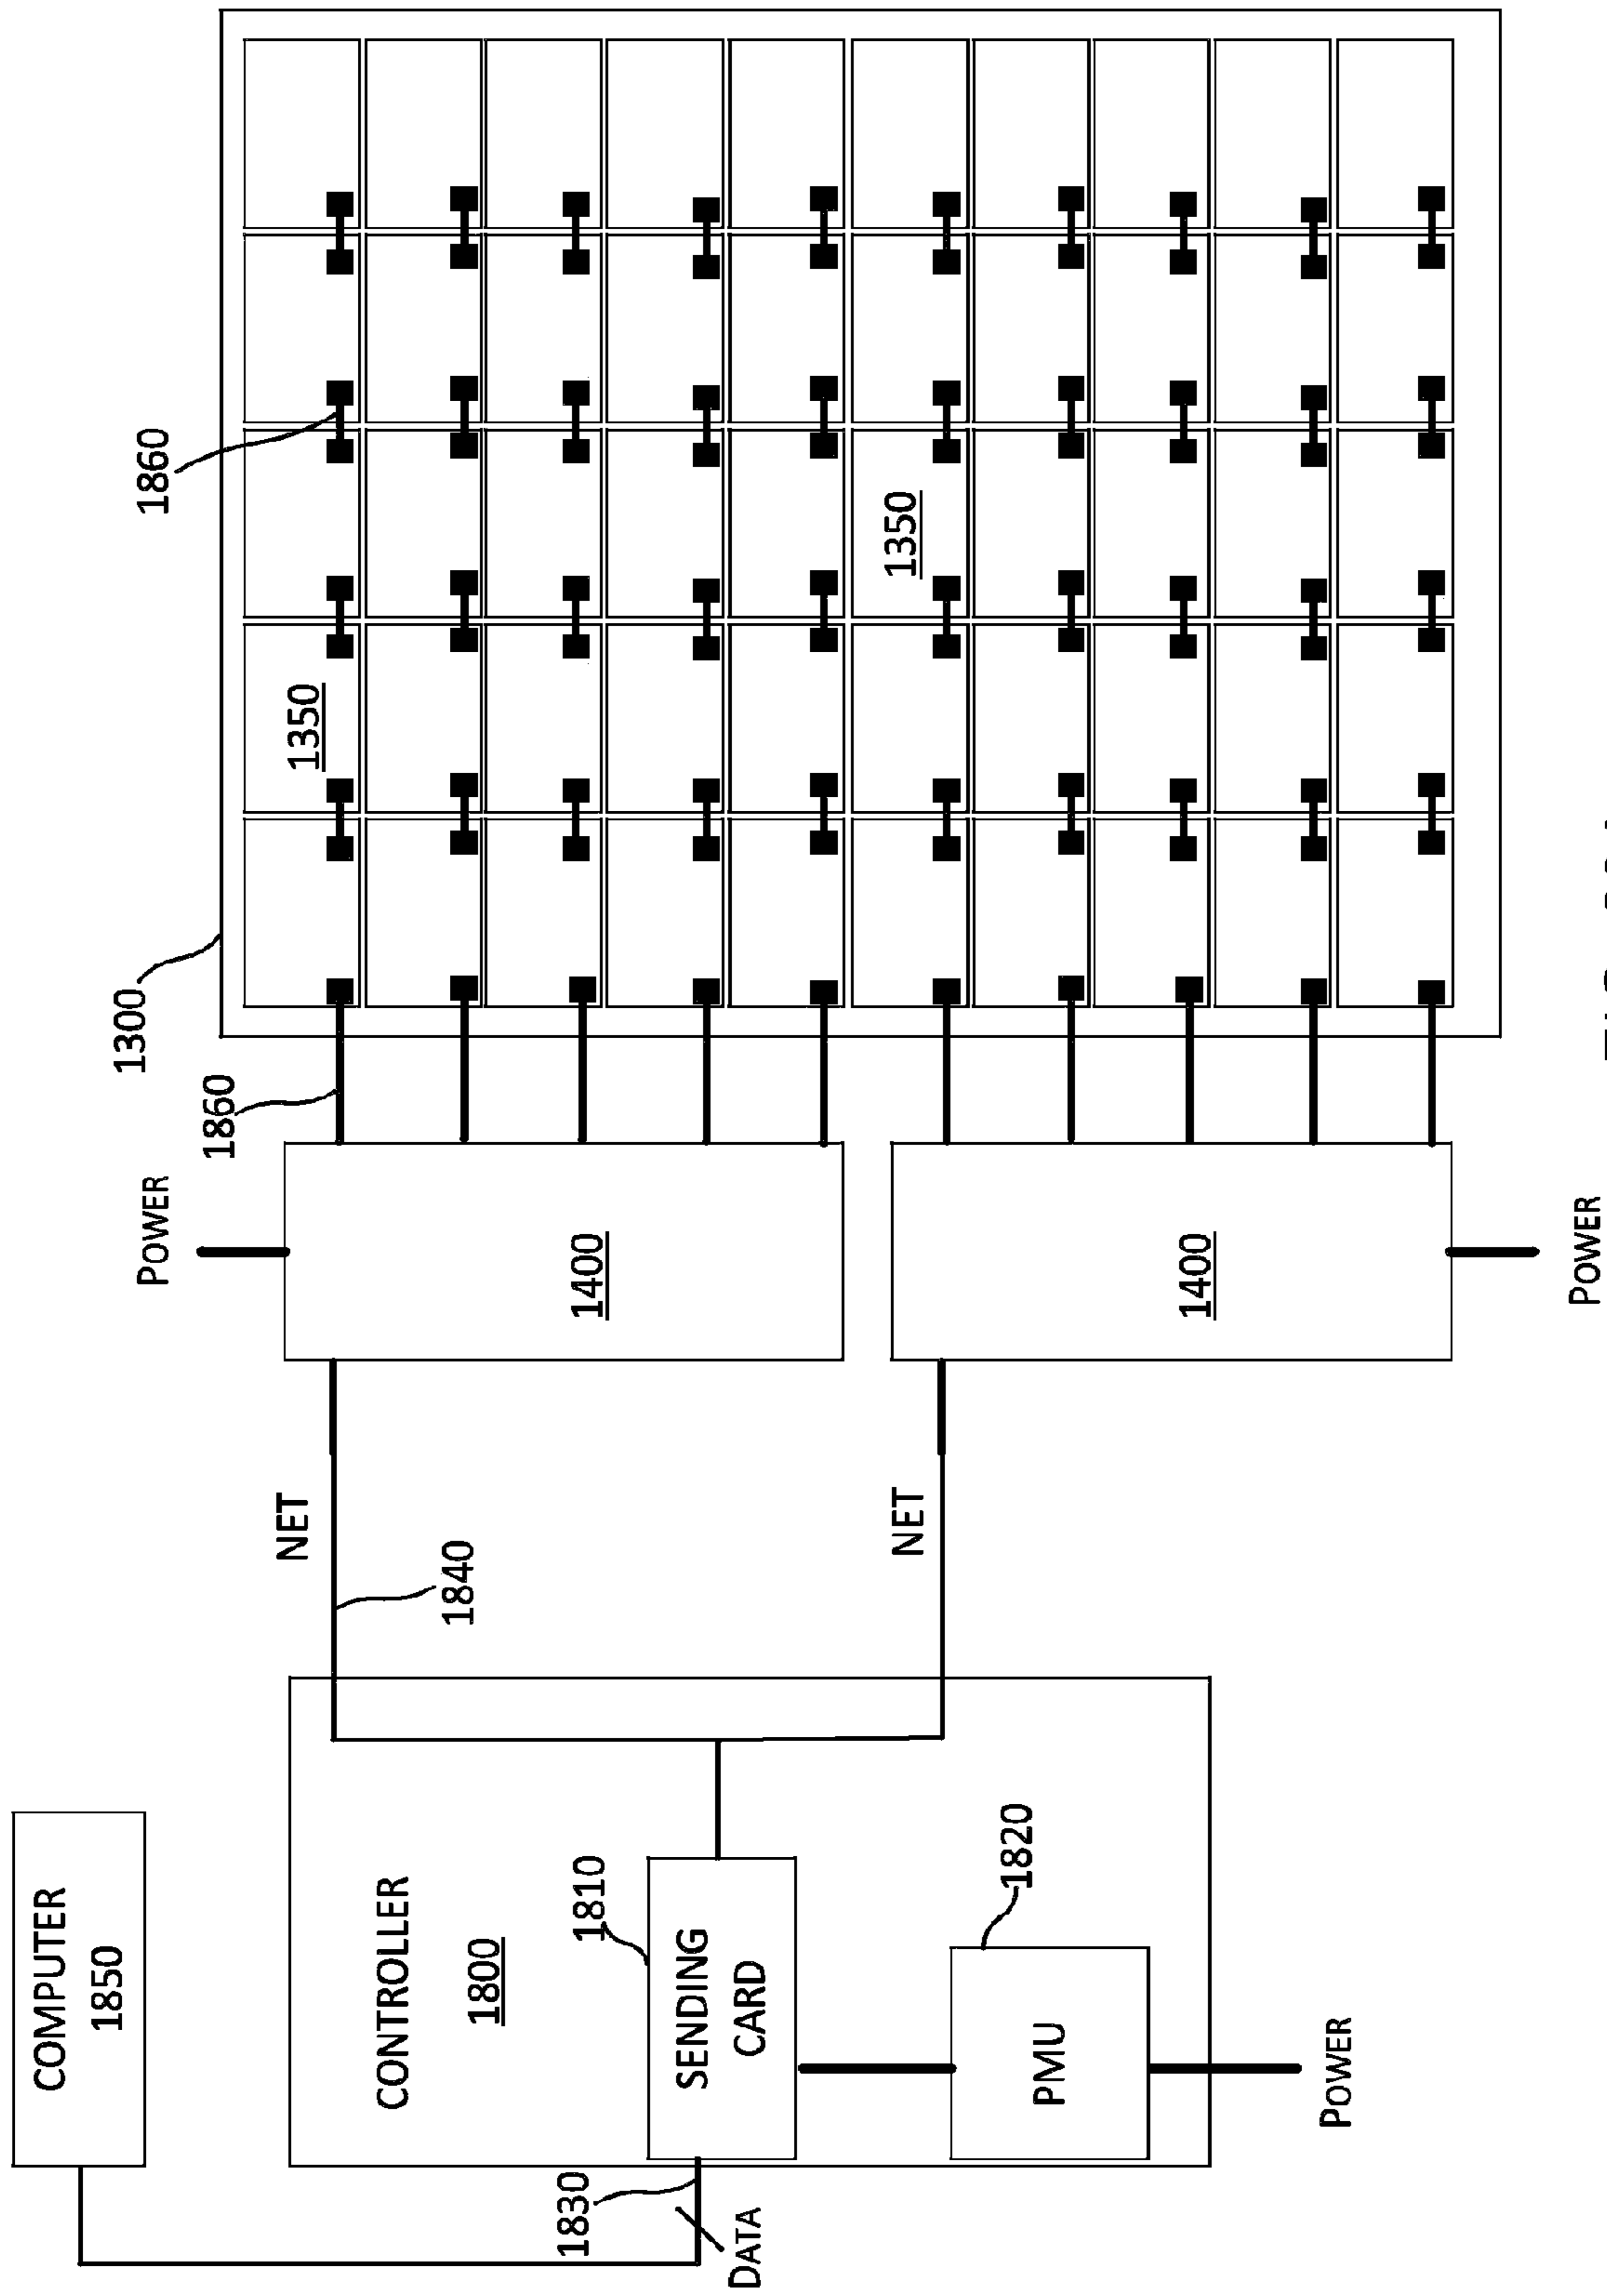 COMPUTER
1850
1300
POWER
1860
1860
NET
1350
CONTROLLER
1800
1840
1830
1810
1400
SENDING
CARD
DATA
NET
1350
1820
PMU
1400
POWER
POWER